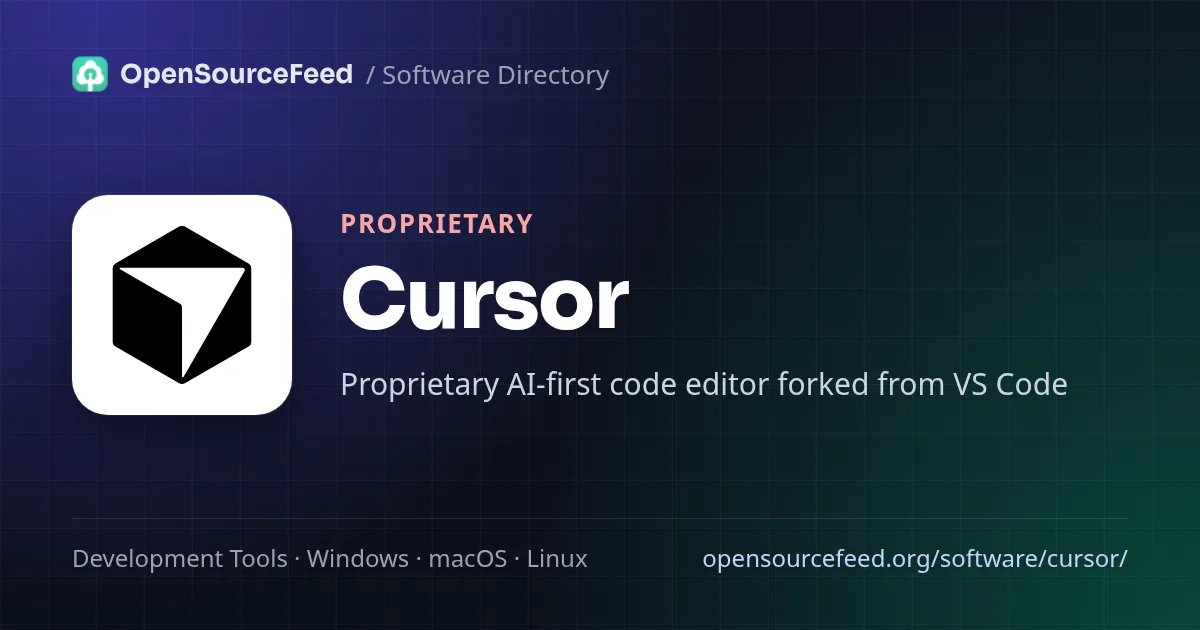 OpenSourceFeed / Software Directory
PROPRIETARY
Cursor
Proprietary AI-first code editor forked from VS Code
Development Tools · Windows · macOS · Linux
opensourcefeed.org/software/cursor/